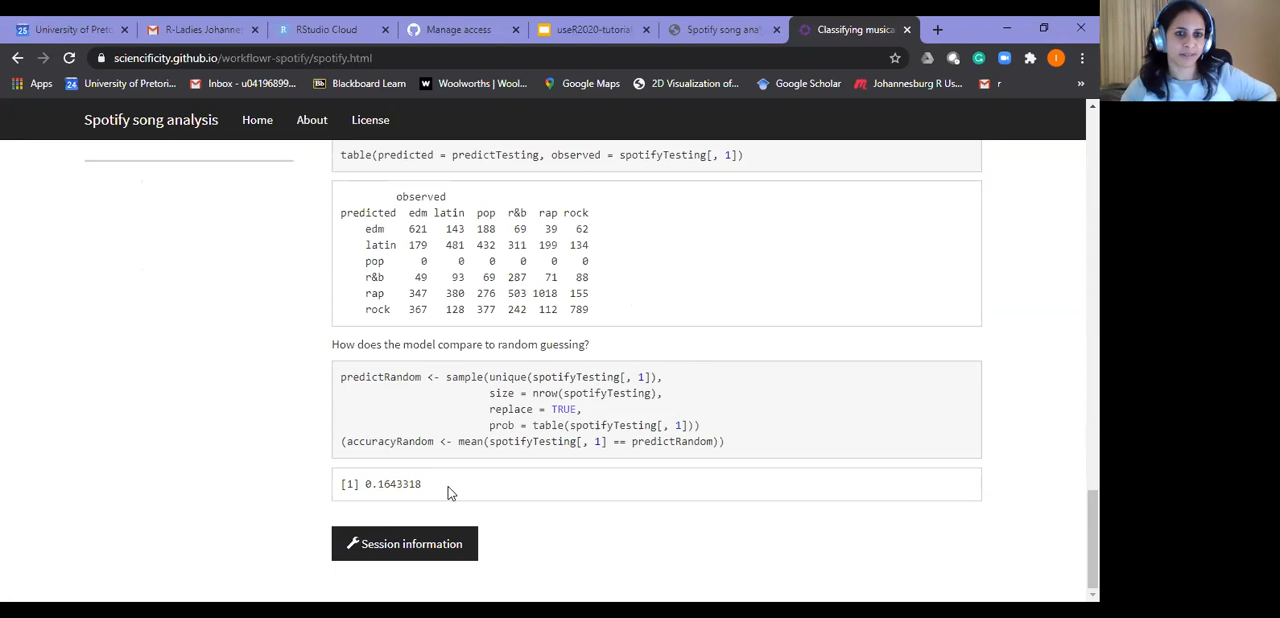 University of Preto
R-Ladies Johannes
RStudio Cloud
Manage access
useR2020-tutorial
Spotify song anal
Classifying musica
sciencificity.github.io/workflowr-spotify/spotify.html
Apps
University of Pretori...
Inbox - u04196899...
Blackboard Learn
Woolworths | Wool...
Google Maps
2D Visualization of...
Google Scholar
Johannesburg R Us...
r
Spotify song analysis
Home
About
License
table(predicted = predictTesting, observed = spotifyTesting[, 1])
observed
predicted edm latin pop r&b rap rock
edm 621 143 188 69 39 62
latin 179 481 432 311 199 134
pop 0 0 0 0 0 0
r&b 49 93 69 287 71 88
rap 347 380 276 503 1018 155
rock 367 128 377 242 112 789
How does the model compare to random guessing?
predictRandom <- sample(unique(spotifyTesting[, 1]),
size = nrow(spotifyTesting),
replace = TRUE,
prob = table(spotifyTesting[, 1]))
(accuracyRandom <- mean(spotifyTesting[, 1] == predictRandom))
[1] 0.1643318
Session information